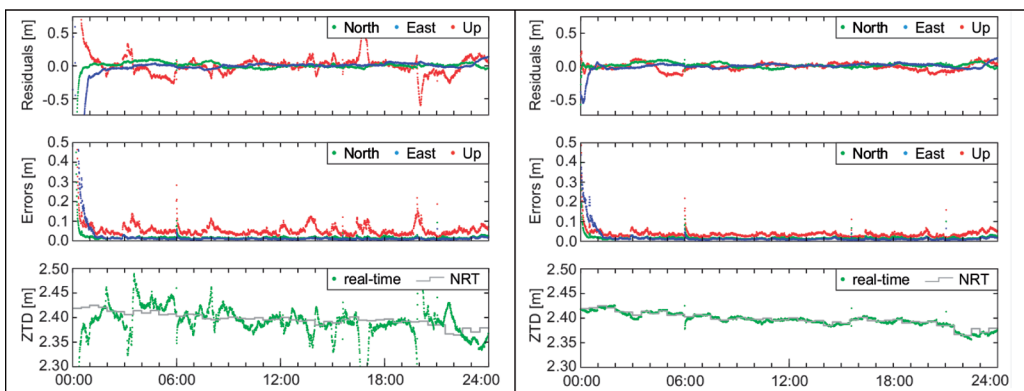 Residuals [m]
0.5
0.0
-0.5
North East Up
Errors [m]
0.5
0.4
0.3
0.2
0.1
0.0
North East Up
ZTD [m]
2.50
2.45
2.40
2.35
2.30
real-time NRT
00:00 06:00 12:00 18:00 24:00
Residuals [m]
0.5
0.0
-0.5
North East Up
Errors [m]
0.5
0.4
0.3
0.2
0.1
0.0
North East Up
ZTD [m]
2.50
2.45
2.40
2.35
2.30
real-time NRT
00:00 06:00 12:00 18:00 24:00